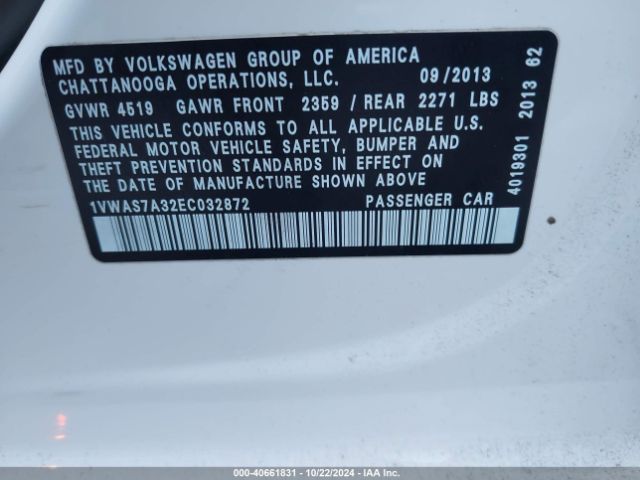 MFD BY VOLKSWAGEN GROUP OF AMERICA
CHATTANOOGA OPERATIONS, LLC. 09/2013
GVWR 4519 GAWR FRONT 2359 / REAR 2271 LBS
THIS VEHICLE CONFORMS TO ALL APPLICABLE U.S.
FEDERAL MOTOR VEHICLE SAFETY, BUMPER AND
THEFT PREVENTION STANDARDS IN EFFECT ON
THE DATE OF MANUFACTURE SHOWN ABOVE
1VWAS7A32EC032872 PASSENGER CAR
4019301 2013 62
000-40661831 - 10/22/2024 - IAAI Inc.